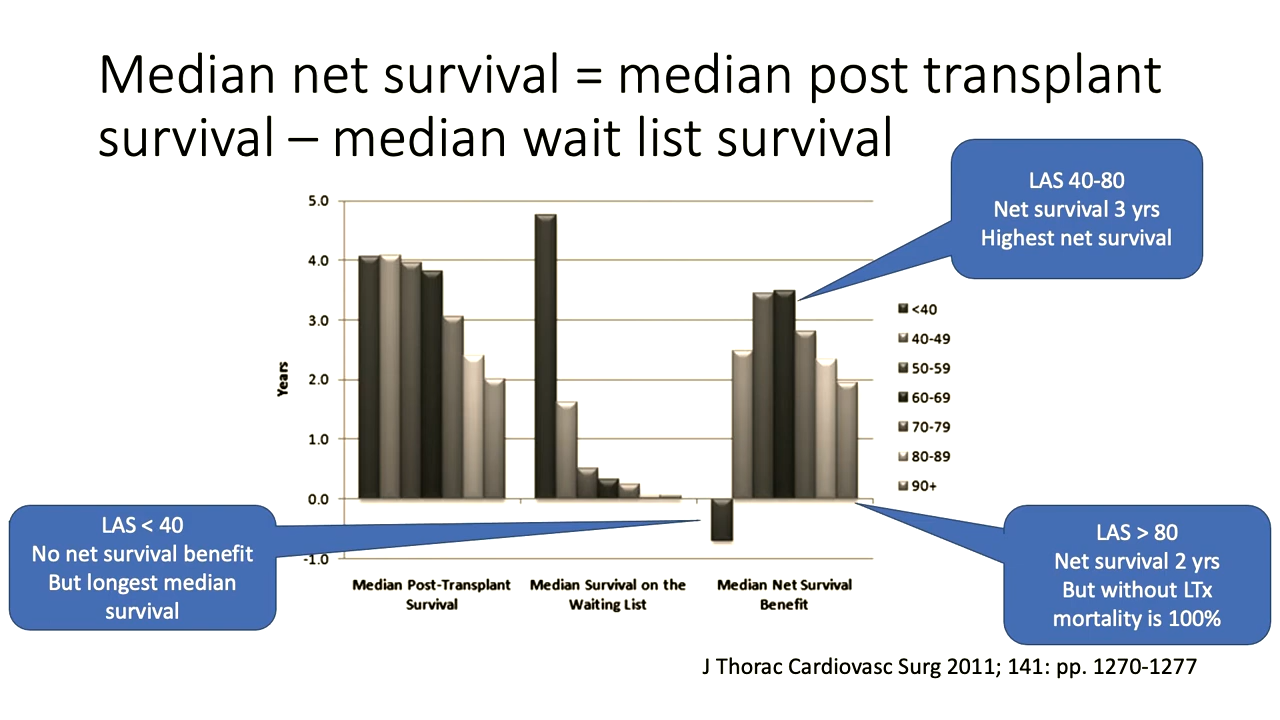 Median net survival = median post transplant
survival – median wait list survival
LAS 40-80
Net survival 3 yrs
Highest net survival
5.0
4.0
3.0
2.0
1.0
0.0
-1.0
Years
<40
40-49
50-59
60-69
70-79
80-89
90+
Median Post-Transplant
Survival
Median Survival on the
Waiting List
Median Net Survival
Benefit
LAS < 40
No net survival benefit
But longest median
survival
LAS > 80
Net survival 2 yrs
But without LTx
mortality is 100%
J Thorac Cardiovasc Surg 2011; 141: pp. 1270-1277